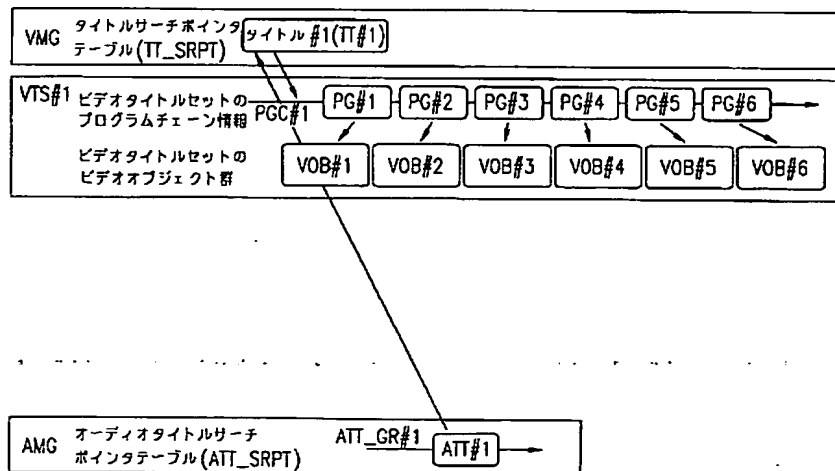 VMG タイトルサーチポインタ
テーブル(TT_SRPT)
タイトル #1(TT#1)
VTS#1 ビデオタイトルセットの
プログラムチェーン情報
PGC#1
PG#1 PG#2 PG#3 PG#4 PG#5 PG#6
ビデオタイトルセットの
ビデオオブジェクト群
VOB#1 VOB#2 VOB#3 VOB#4 VOB#5 VOB#6
AMG オーディオタイトルサーチ
ポインタテーブル(ATT_SRPT)
ATT_GR#1
ATT#1